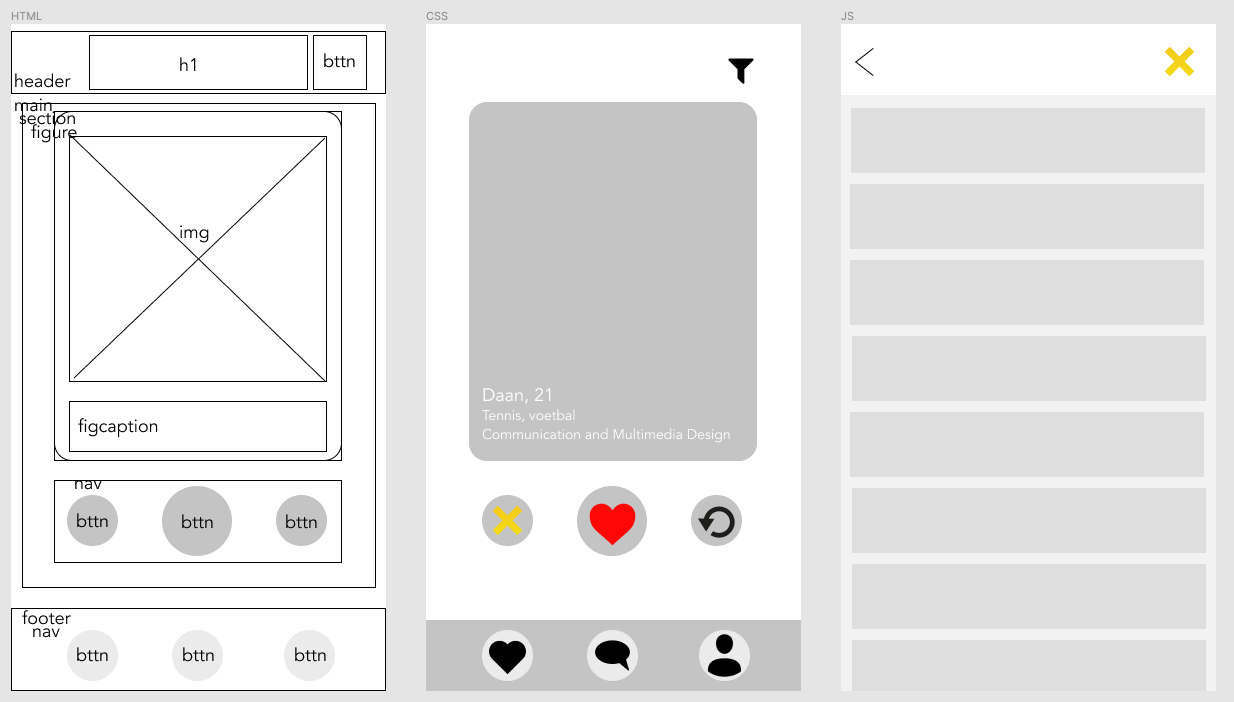 HTML
h1
bttn
header
main
section
figure
img
figcaption
nav
bttn
bttn
bttn
footer
nav
bttn
bttn
bttn
CSS
Daan, 21
Tennis, voetbal
Communication and Multimedia Design
JS